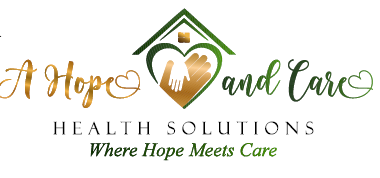 A Hope and Care
HEALTH SOLUTIONS
Where Hope Meets Care